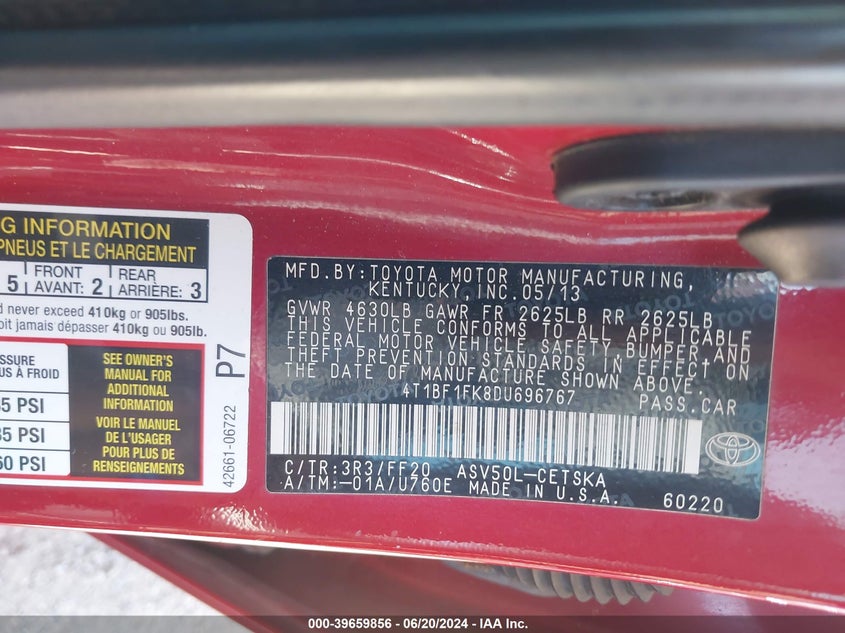 G INFORMATION
PNEUS ET LE CHARGEMENT
5 FRONT AVANT: 2 REAR ARRIÈRE: 3
d never exceed 410kg or 905lbs.
oit jamais dépasser 410kg ou 905lb.
SSURE
US À FROID
5 PSI
35 PSI
60 PSI
SEE OWNER'S
MANUAL FOR
ADDITIONAL
INFORMATION
VOIR LE MANUEL
DE L'USAGER
POUR PLUS DE
RENSEIGNEMENTS
P7
42661-06722
MFD.BY:TOYOTA MOTOR MANUFACTURING,
KENTUCKY,INC.05/13
GVWR 4630LB GAWR FR 2625LB RR 2625LB
THIS VEHICLE CONFORMS TO ALL APPLICABLE
FEDERAL MOTOR VEHICLE SAFETY,BUMPER,AND
THEFT PREVENTION STANDARDS IN EFFECT ON
THE DATE OF MANUFACTURE SHOWN ABOVE.
4T1BF1FK8DU696767 PASS.CAR
C/TR:3R3/FF20 ASV50L-CETSKA
A/TM:-01A/U760E MADE IN U.S.A. 60220
000-39659856 / 06/20/2024 - IAA Inc.